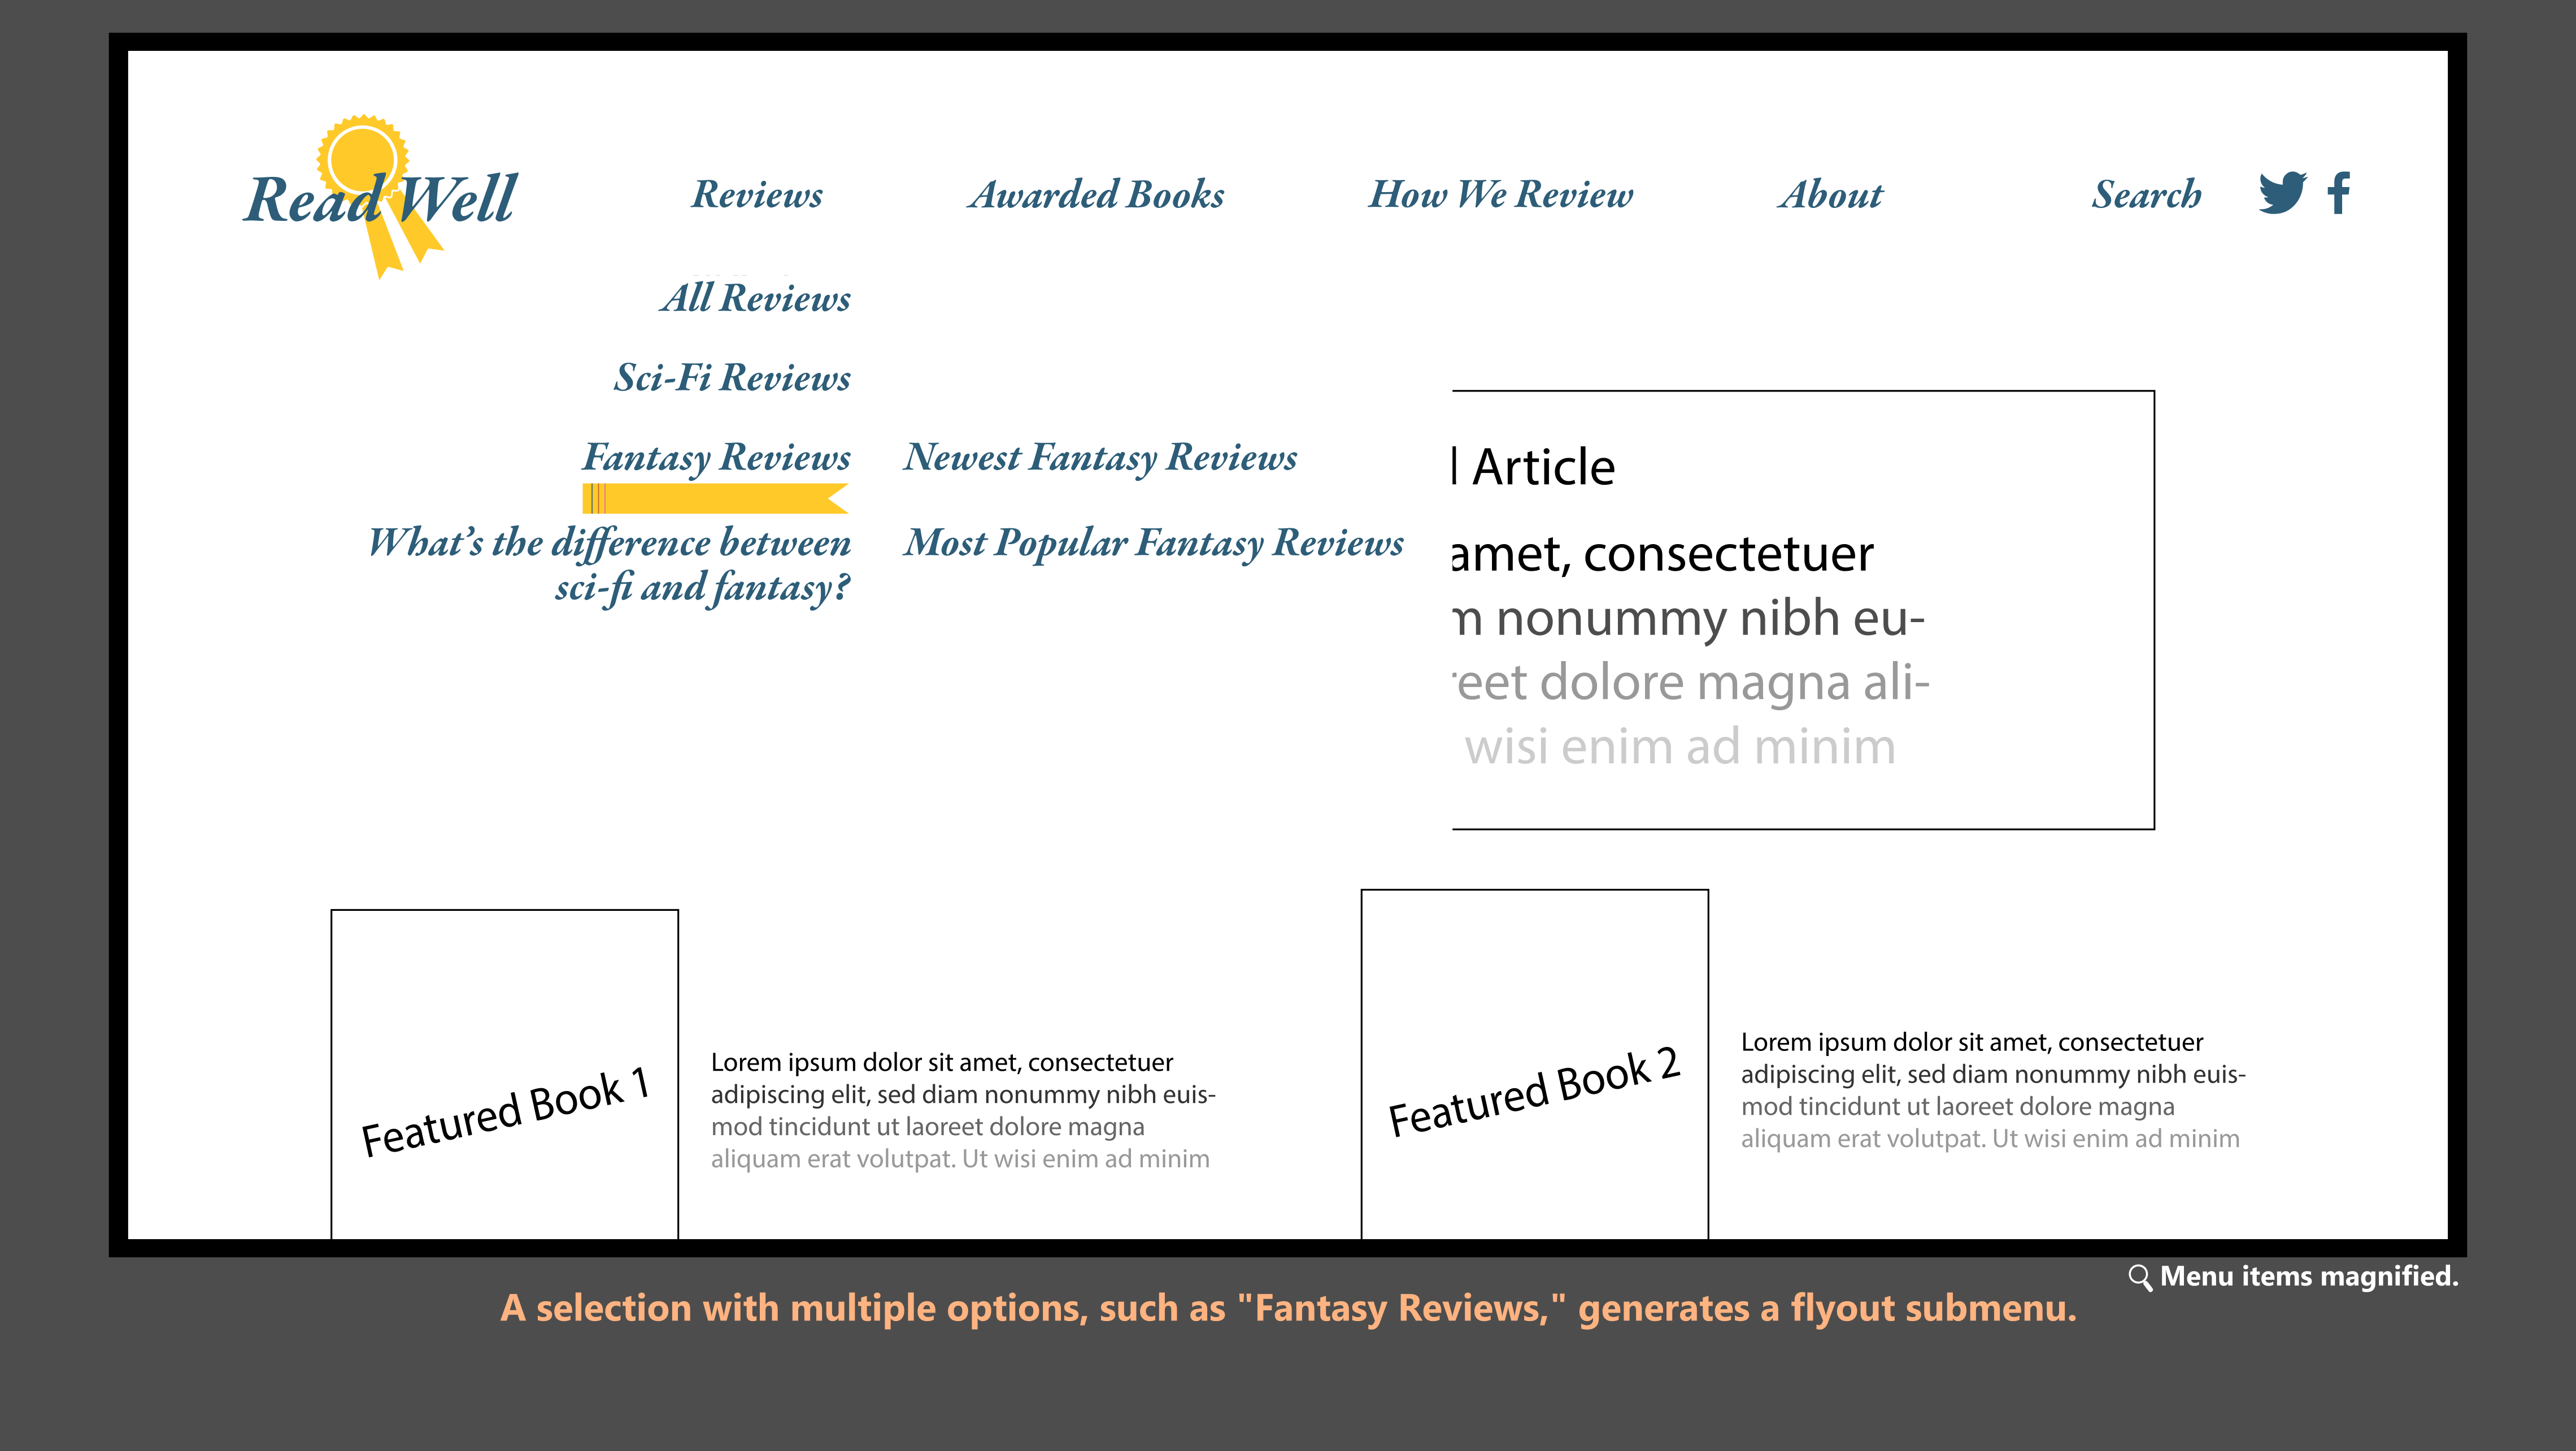 Read Well
Reviews
Awarded Books
How We Review
About
Search
All Reviews
Sci-Fi Reviews
Fantasy Reviews
What's the difference between
sci-fi and fantasy?
Newest Fantasy Reviews
Most Popular Fantasy Reviews
Article
amet, consectetuer
nonummy nibh eu-
dolore magna ali-
wisi enim ad minim
Featured Book 1
Lorem ipsum dolor sit amet, consectetuer
adipiscing elit, sed diam nonummy nibh euis-
mod tincidunt ut laoreet dolore magna
aliquam erat volutpat. Ut wisi enim ad minim
Featured Book 2
Lorem ipsum dolor sit amet, consectetuer
adipiscing elit, sed diam nonummy nibh euis-
mod tincidunt ut laoreet dolore magna
aliquam erat volutpat. Ut wisi enim ad minim
Menu items magnified.
A selection with multiple options, such as "Fantasy Reviews," generates a flyout submenu.